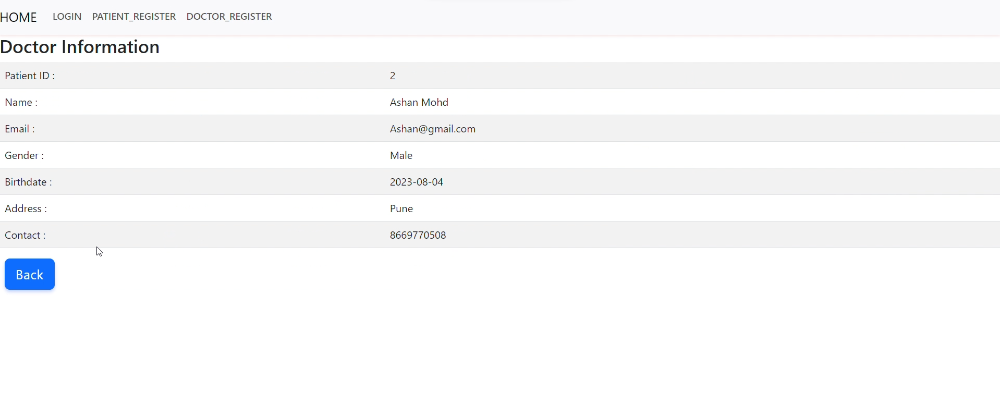 HOME LOGIN PATIENT_REGISTER DOCTOR_REGISTER
Doctor Information
Patient ID : 2
Name : Ashan Mohd
Email : Ashan@gmail.com
Gender : Male
Birthdate : 2023-08-04
Address : Pune
Contact : 8669770508
Back